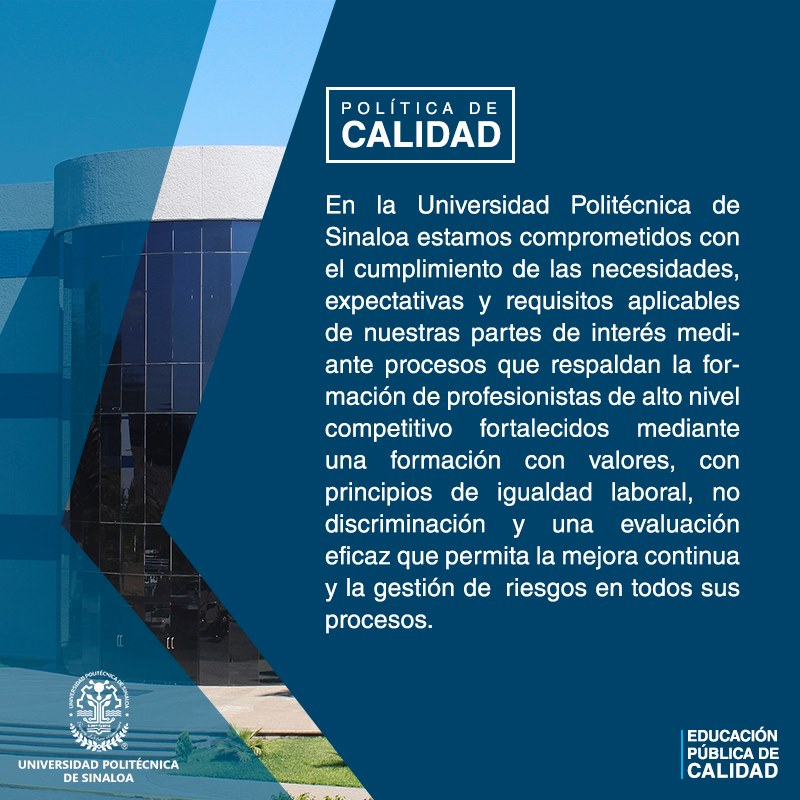 POLÍTICA DE
CALIDAD
En la Universidad Politécnica de
Sinaloa estamos comprometidos con
el cumplimiento de las necesidades,
expectativas y requisitos aplicables
de nuestras partes de interés medi-
ante procesos que respaldan la for-
mación de profesionistas de alto nivel
competitivo fortalecidos mediante
una formación con valores, con
principios de igualdad laboral, no
discriminación y una evaluación
eficaz que permita la mejora continua
y la gestión de riesgos en todos sus
procesos.
UNIVERSIDAD POLITÉCNICA DE SINALOA
UNIVERSIDAD POLITÉCNICA
DE SINALOA
EDUCACIÓN
PÚBLICA DE
CALIDAD